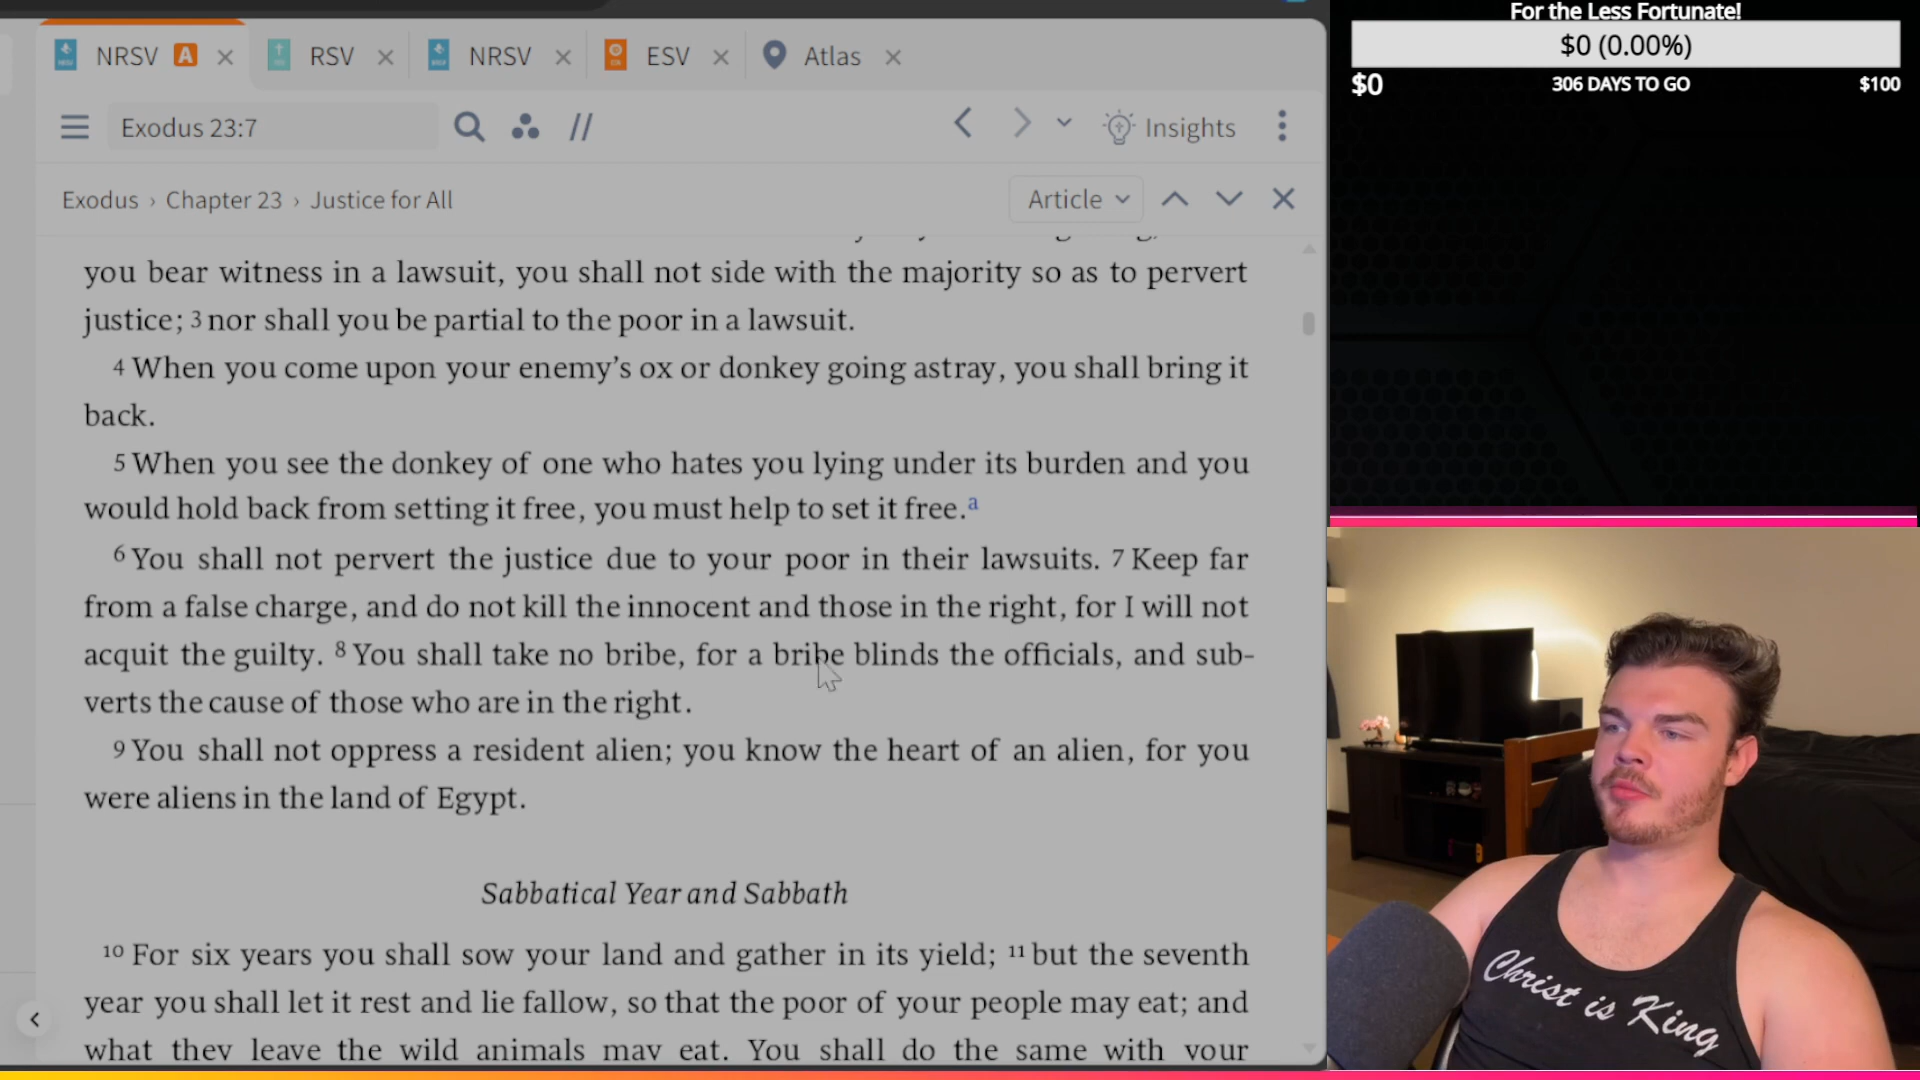 NRSV A
RSV
NRSV
ESV
Atlas
Exodus 23:7
Insights
Exodus › Chapter 23 › Justice for All
Article
you bear witness in a lawsuit, you shall not side with the majority so as to pervert
justice; 3 nor shall you be partial to the poor in a lawsuit.
4 When you come upon your enemy’s ox or donkey going astray, you shall bring it
back.
5 When you see the donkey of one who hates you lying under its burden and you
would hold back from setting it free, you must help to set it free.a
6 You shall not pervert the justice due to your poor in their lawsuits. 7 Keep far
from a false charge, and do not kill the innocent and those in the right, for I will not
acquit the guilty. 8 You shall take no bribe, for a bribe blinds the officials, and sub-
verts the cause of those who are in the right.
9 You shall not oppress a resident alien; you know the heart of an alien, for you
were aliens in the land of Egypt.
Sabbatical Year and Sabbath
10 For six years you shall sow your land and gather in its yield; 11 but the seventh
year you shall let it rest and lie fallow, so that the poor of your people may eat; and
what they leave the wild animals may eat. You shall do the same with your
For the Less Fortunate!
$0 (0.00%)
$0
306 DAYS TO GO
$100
Christ is King